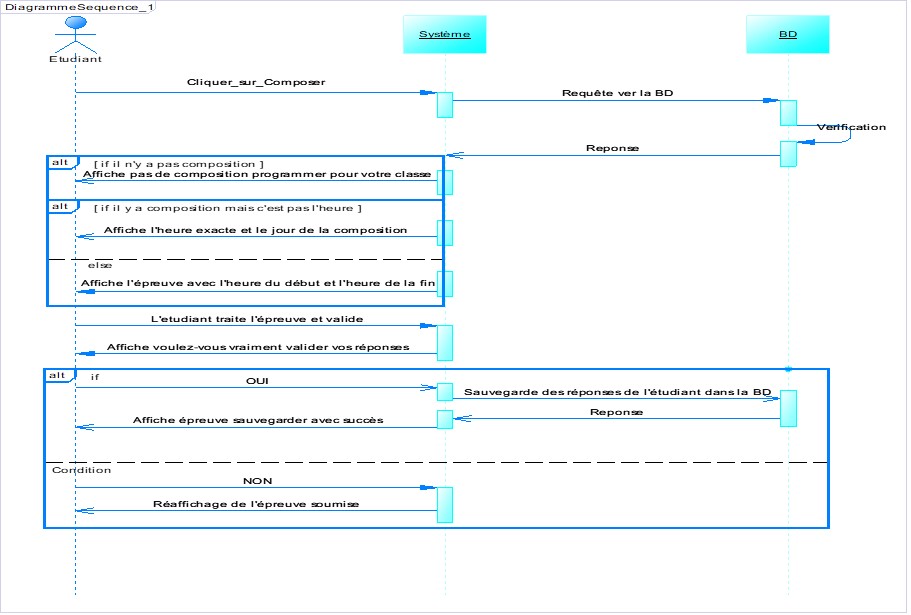 DiagrammeSequence_1
Système
BD
Etudiant
Cliquer_sur_Composer
Requête ver la BD
Verification
Reponse
alt
[ if il n'y a pas composition ]
Affiche pas de composition programmer pour votre classe
alt
[ if il y a composition mais c'est pas l'heure ]
Affiche l'heure exacte et le jour de la composition
else
Affiche l'épreuve avec l'heure du début et l'heure de la fin
L'etudiant traite l'épreuve et valide
Affiche voulez-vous vraiment valider vos réponses
alt
if
OUI
Sauvegarde des réponses de l'étudiant dans la BD
Reponse
Affiche épreuve sauvegarder avec succès
Condition
NON
Réaffichage de l'épreuve soumise